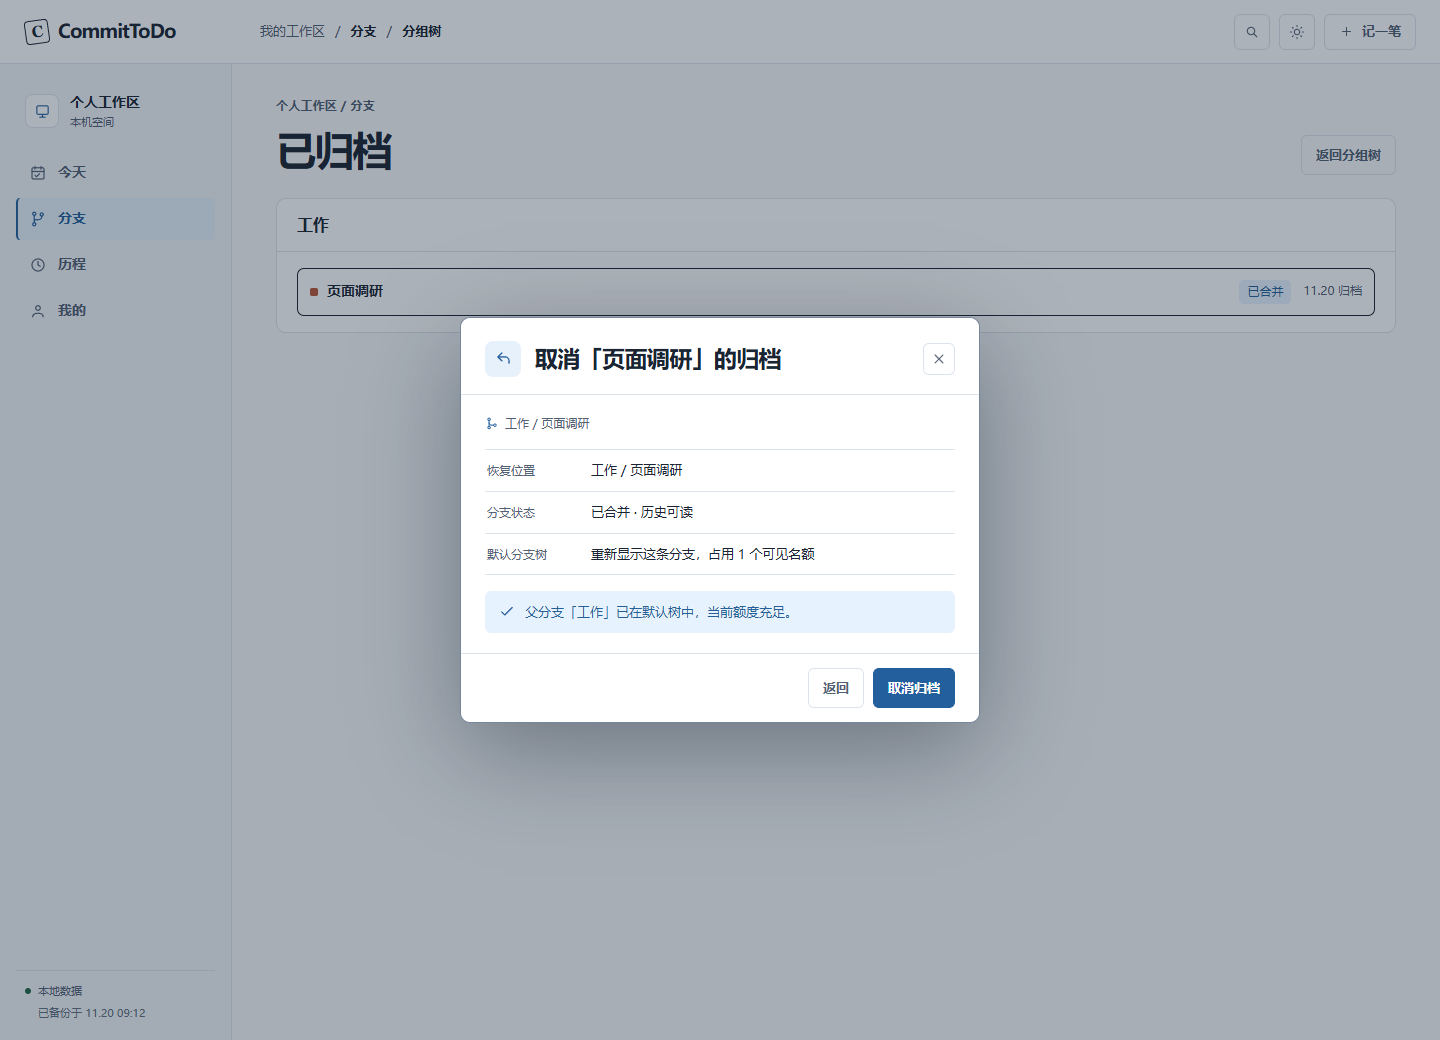 C CommitToDo
我的工作区 / 分支 / 分组树
记一笔
个人工作区
本机空间
今天
分支
历程
我的
本地数据
已备份于 11.20 09:12
个人工作区 / 分支
已归档
返回分组树
工作
页面调研
已合并
11.20 归档
取消「页面调研」的归档
工作 / 页面调研
恢复位置 工作 / 页面调研
分支状态 已合并 · 历史可读
默认分支树 重新显示这条分支，占用 1 个可见名额
父分支「工作」已在默认树中，当前额度充足。
返回
取消归档